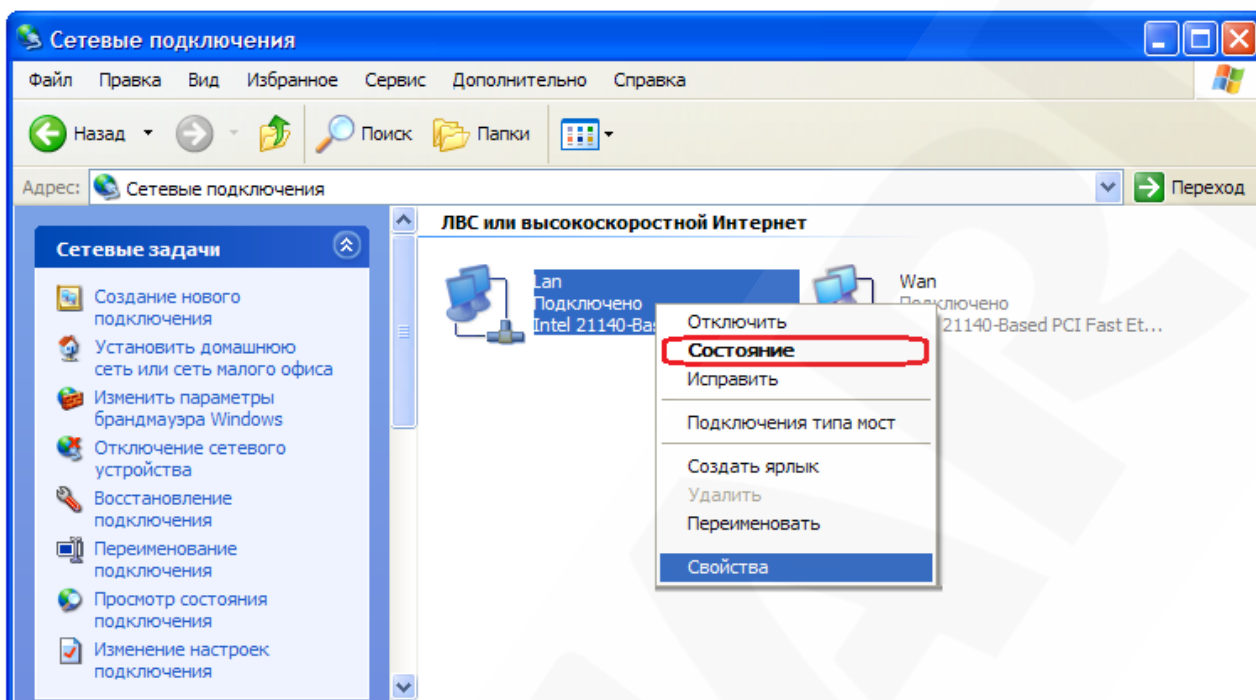 Сетевые подключения
Файл Правка Вид Избранное Сервис Дополнительно Справка
Назад Поиск Папки
Адрес: Сетевые подключения Переход
Сетевые задачи
Создание нового
подключения
Установить домашнюю
сеть или сеть малого офиса
Изменить параметры
брандмауэра Windows
Отключение сетевого
устройства
Восстановление
подключения
Переименование
подключения
Просмотр состояния
подключения
Изменение настроек
подключения
ЛВС или высокоскоростной Интернет
Lan
Подключено
Intel 21140-Bas
Wan
21140-Based PCI Fast Et...
Отключить
Состояние
Исправить
Подключения типа мост
Создать ярлык
Удалить
Переименовать
Свойства